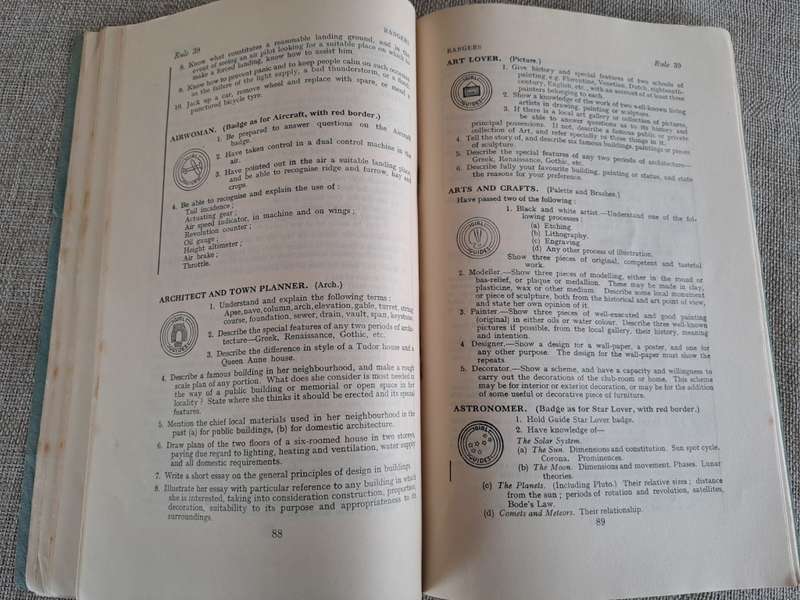 Rule 39
RANGERS
8. Know what constitutes a reasonable landing ground, and in the
event of seeing an air pilot looking for a suitable place on which to
make a forced landing, know how to assist him.
9. Know how to prevent panic and to keep people calm on such occasions
as the failure of the light supply, a bad thunderstorm, or a flood.
10. Jack up a car, remove wheel and replace with spare, or mend a
punctured bicycle tyre.
AIRWOMAN. (Badge as for Aircraft, with red border.)
1. Be prepared to answer questions on the Aircraft
badge.
2. Have taken control in a dual control machine in the
air.
3. Have pointed out in the air a suitable landing place,
and be able to recognise ridge and furrow, hay and
crops.
4. Be able to recognise and explain the use of :
Tail incidence ;
Actuating gear ;
Air speed indicator, in machine and on wings ;
Revolution counter ;
Oil gauge ;
Height altimeter ;
Air brake ;
Throttle.
ARCHITECT AND TOWN PLANNER. (Arch.)
1. Understand and explain the following terms :
Apse, nave, column, arch, elevation, gable, turret, string
course, foundation, sewer, drain, vault, span, keystone.
2. Describe the special features of any two periods of archi-
tecture—Greek, Renaissance, Gothic, etc.
3. Describe the difference in style of a Tudor house and a
Queen Anne house.
4. Describe a famous building in her neighbourhood, and make a rough
scale plan of any portion. What does she consider is most needed in
the way of a public building or memorial or open space in her
locality ? State where she thinks it should be erected and its special
features.
5. Mention the chief local materials used in her neighbourhood in the
past (a) for public buildings, (b) for domestic architecture.
6. Draw plans of the two floors of a six-roomed house in two storeys,
paying due regard to lighting, heating and ventilation, water supply
and all domestic requirements.
7. Write a short essay on the general principles of design in buildings.
8. Illustrate her essay with particular reference to any building in which
she is interested, taking into consideration construction, proportion,
decoration, suitability to its purpose and appropriateness to its
surroundings.
88
RANGERS
Rule 39
ART LOVER. (Picture.)
GIRL
GUIDES
1. Give history and special features of two schools of
painting e.g. Florentine, Venetian, Dutch, eighteenth-
century, English, etc., with an account of at least three
painters belonging to each.
2. Show a knowledge of the work of two well-known living
artists in drawing, painting or sculpture.
3. If there is a local art gallery or collection of pictures,
be able to answer questions as to its history and
principal possessions. If not, describe a famous public or private
collection of Art, and refer specially to three things in it.
4. Tell the story of, and describe six famous buildings, paintings or pieces
of sculpture.
5. Describe the special features of any two periods of architecture—
Greek, Renaissance, Gothic, etc.
6. Describe fully your favourite building, painting or statue, and state
the reasons for your preference.
ARTS AND CRAFTS. (Palette and Brushes.)
Have passed two of the following :
GIRL
GUIDES
1. Black and white artist—Understand one of the fol-
lowing processes :
(a) Etching.
(b) Lithography.
(c) Engraving
(d) Any other process of illustration.
Show three pieces of original, competent and tasteful
work.
2. Modeller.—Show three pieces of modelling, either in the round or
bas-relief, or plaque or medallion. These may be made in clay,
plasticine, wax or other medium. Describe some local monument
or piece of sculpture, both from the historical and art point of view,
and state her own opinion of it.
3. Painter.—Show three pieces of well-executed and good painting
(original) in either oils or water colour. Describe three well-known
pictures if possible, from the local gallery, their history, meaning
and intention.
4. Designer.—Show a design for a wall-paper, a poster, and one for
any other purpose. The design for the wall-paper must show the
repeats
5. Decorator.—Show a scheme, and have a capacity and willingness to
carry out the decorations of the club-room or home. This scheme
may be for interior or exterior decoration, or may be for the addition
of some useful or decorative piece of furniture.
ASTRONOMER. (Badge as for Star Lover, with red border.)
GIRL
GUIDES
1. Hold Guide Star Lover badge.
2. Have knowledge of—
The Solar System.
(a) The Sun. Dimensions and constitution. Sun spot cycle,
Corona. Prominences.
(b) The Moon. Dimensions and movement. Phases. Lunar
theories.
(c) The Planets. (Including Pluto.) Their relative sizes ; distance
from the sun ; periods of rotation and revolution, satellites,
Bode's Law.
(d) Comets and Meteors. Their relationship.
89